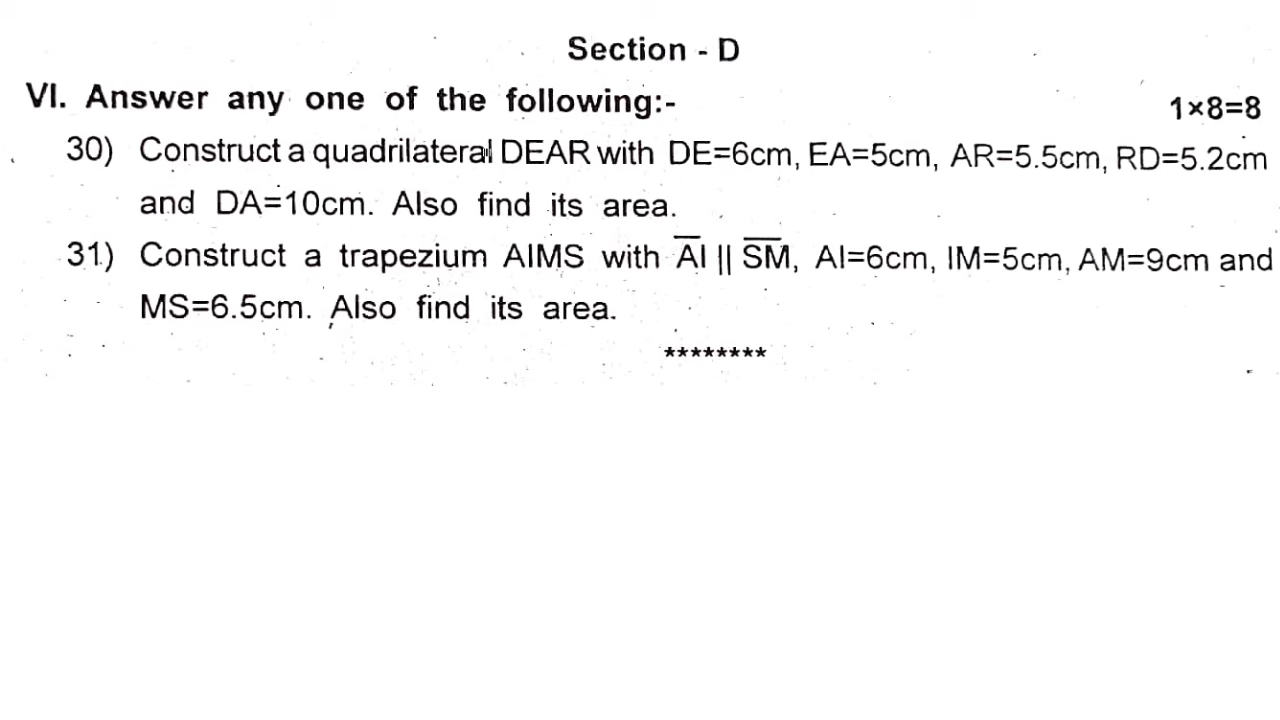 Section - D
VI. Answer any one of the following:- 1×8=8
30) Construct a quadrilateral DEAR with DE=6cm, EA=5cm, AR=5.5cm, RD=5.2cm
and DA=10cm. Also find its area.
31) Construct a trapezium AIMS with A̅I̅ || S̅M̅, AI=6cm, IM=5cm, AM=9cm and
MS=6.5cm. Also find its area.
********